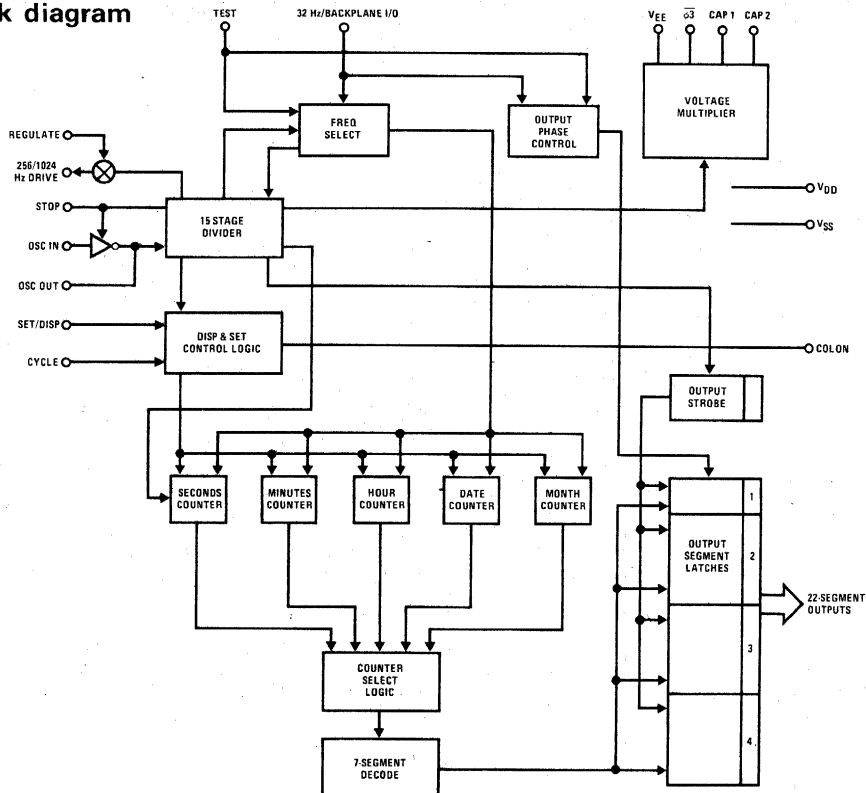 k diagram
TEST
32 Hz/BACKPLANE I/O
VEE
φ3
CAP 1
CAP 2
VOLTAGE
MULTIPLIER
FREQ
SELECT
OUTPUT
PHASE
CONTROL
REGULATE
256/1024
Hz DRIVE
STOP
OSC IN
OSC OUT
15 STAGE
DIVIDER
VDD
VSS
SET/DISP
CYCLE
DISP & SET
CONTROL LOGIC
COLON
OUTPUT
STROBE
SECONDS
COUNTER
MINUTES
COUNTER
HOUR
COUNTER
DATE
COUNTER
MONTH
COUNTER
1
OUTPUT
SEGMENT
LATCHES
2
3
4
22-SEGMENT
OUTPUTS
COUNTER
SELECT
LOGIC
7-SEGMENT
DECODE